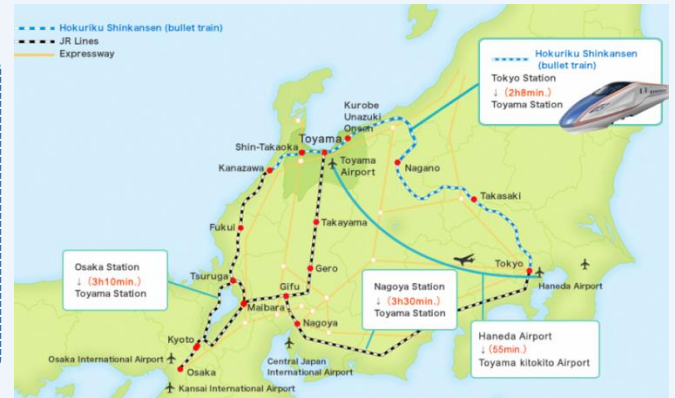 Hokuriku Shinkansen (bullet train)
JR Lines
Expressway
Hokuriku Shinkansen
(bullet train)
Tokyo Station
↓ (2h8min.)
Toyama Station
Kurobe
Unazuki
Onsen
Toyama
Shin-Takaoka
Kanazawa
Toyama
Airport
Nagano
Takasaki
Fukui
Takayama
Osaka Station
↓ (3h10min.)
Toyama Station
Tsuruga
Gero
Gifu
Maibara
Nagoya
Tokyo
Haneda Airport
Nagoya Station
↓ (3h30min.)
Toyama Station
Haneda Airport
↓ (55min.)
Toyama kitokito Airport
Kyoto
Osaka International Airport
Osaka
Central Japan
International Airport
Kansai International Airport